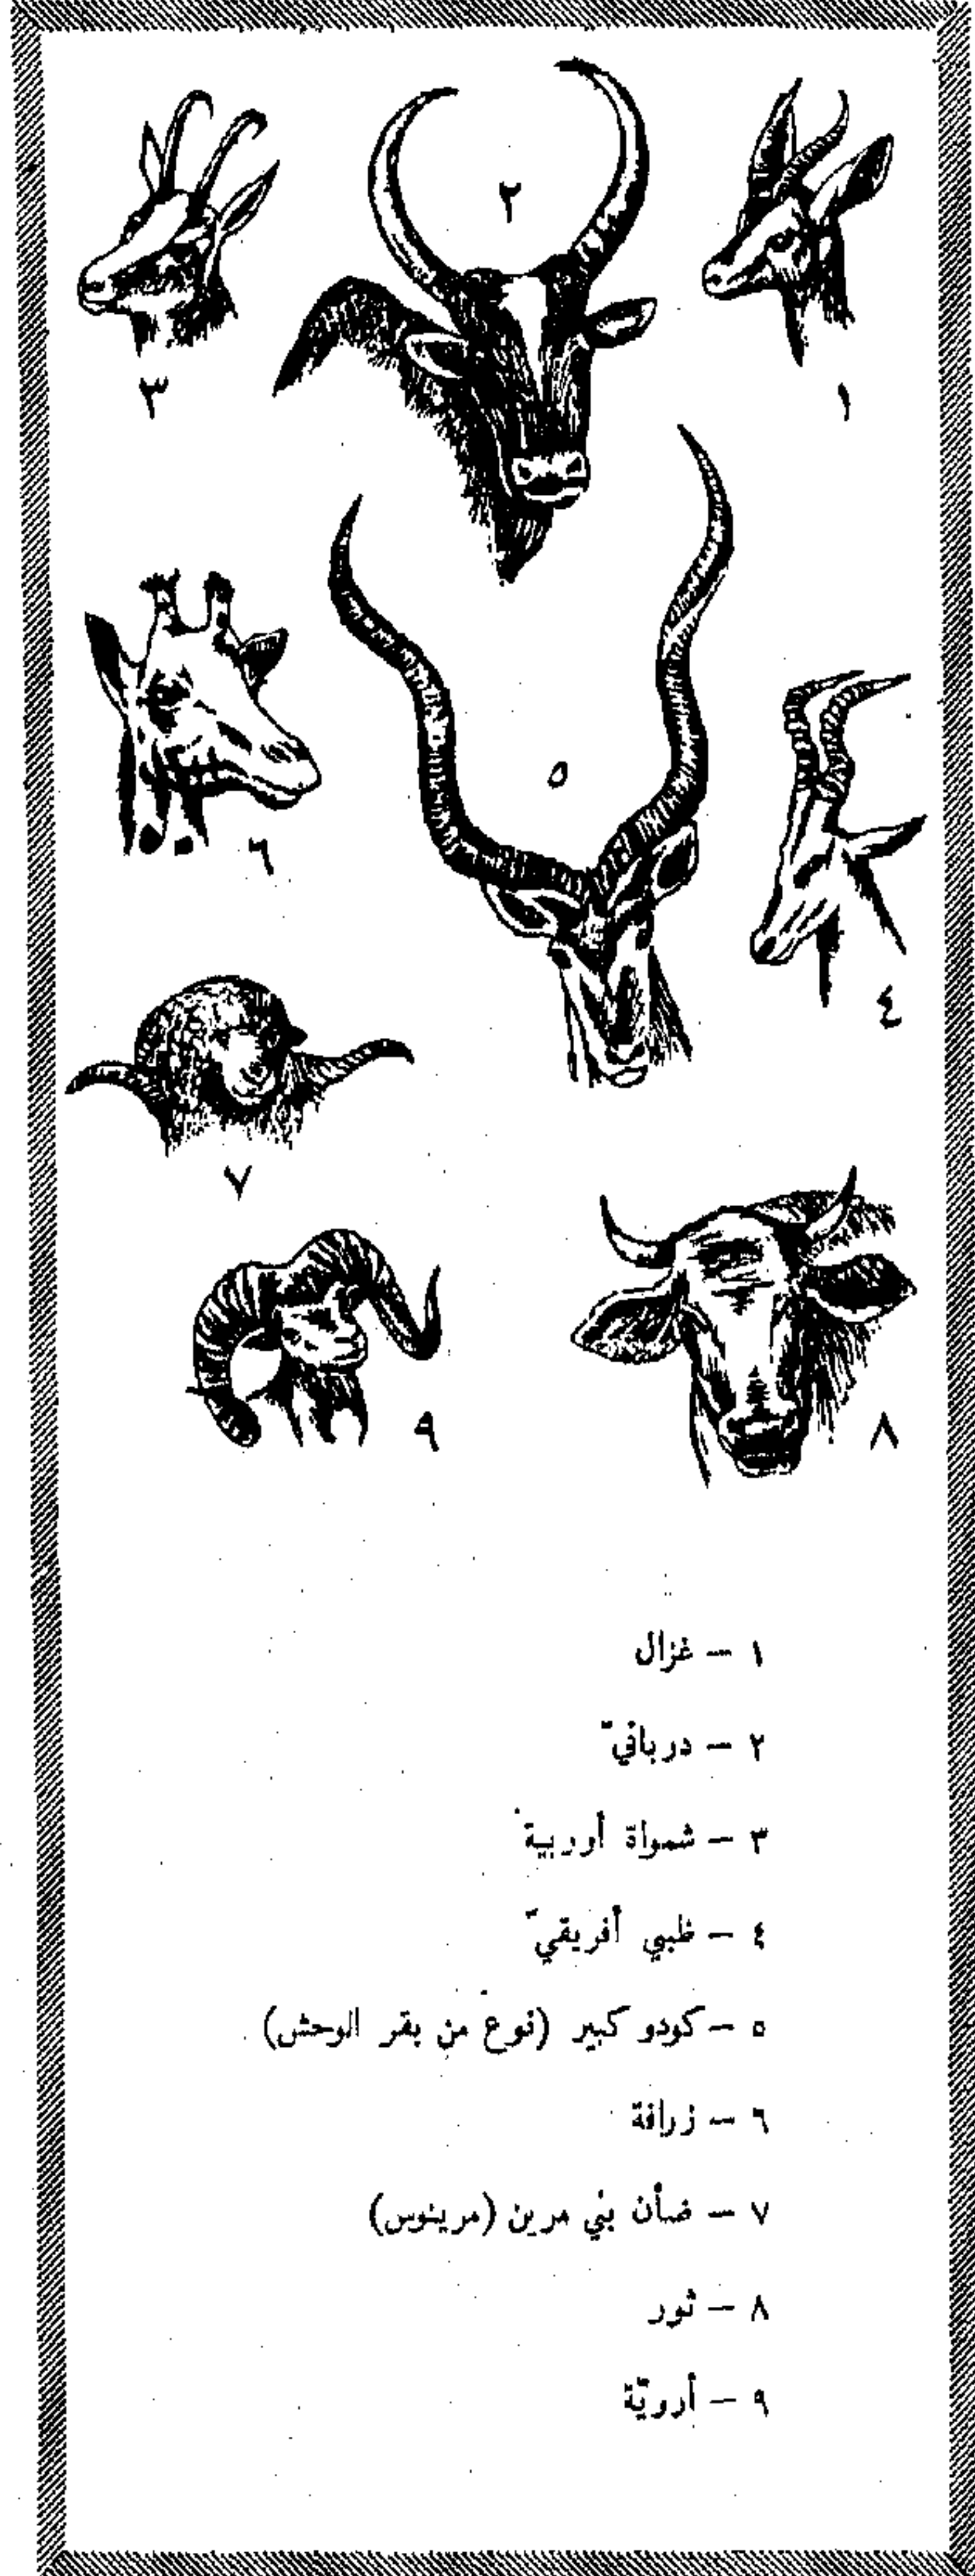 ١
٢
٣
٤
٥
٦
٧
٨
٩
١ — غزال
٢ — دربانيّ
٣ — شمواة أوربية
٤ — ظبي أفريقيّ
٥ — كودو كبير (نوع من بقر الوحش)
٦ — زرافة
٧ — ضأن بني مرين (مرينوس)
٨ — ثور
٩ — أرويّة